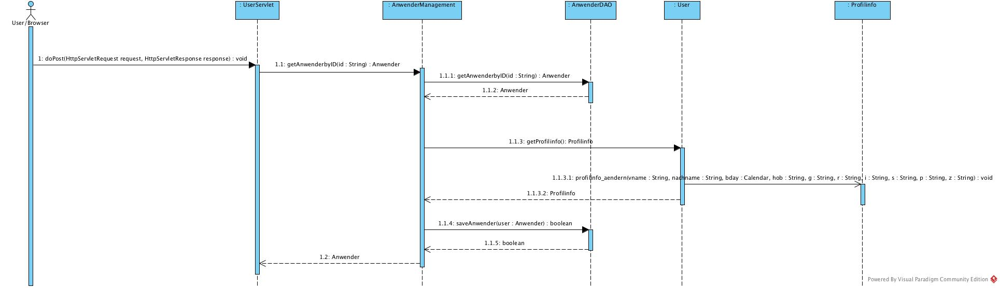 : UserServlet
: AnwenderManagement
: AnwenderDAO
: User
: Profilinfo
User/Browser
1: doPost(HttpServletRequest request, HttpServletResponse response) : void
1.1: getAnwenderbyID(id : String) : Anwender
1.1.1: getAnwenderbyID(id : String) : Anwender
1.1.2: Anwender
1.1.3: getProfilinfo(): Profilinfo
1.1.3.1: profilinfo_aendern(vname : String, nachname : String, bday : Calendar, hob : String, g : String, r : String, i : String, s : String, p : String, z : String) : void
1.1.3.2: Profilinfo
1.1.4: saveAnwender(user : Anwender) : boolean
1.1.5: boolean
1.2: Anwender
Powered By Visual Paradigm Community Edition